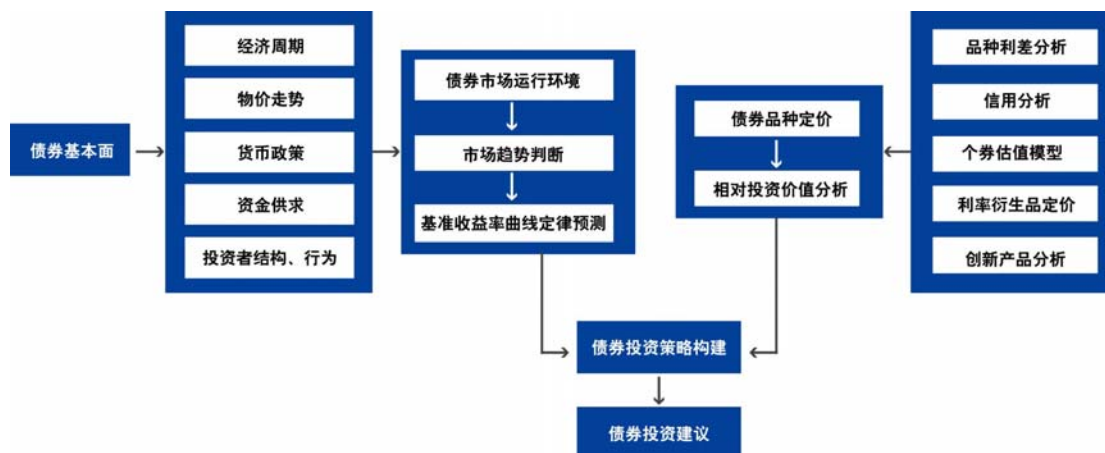 债券基本面
经济周期
物价走势
货币政策
资金供求
投资者结构、行为
债券市场运行环境
市场趋势判断
基准收益率曲线定律预测
债券品种定价
相对投资价值分析
品种利差分析
信用分析
个券估值模型
利率衍生品定价
创新产品分析
债券投资策略构建
债券投资建议